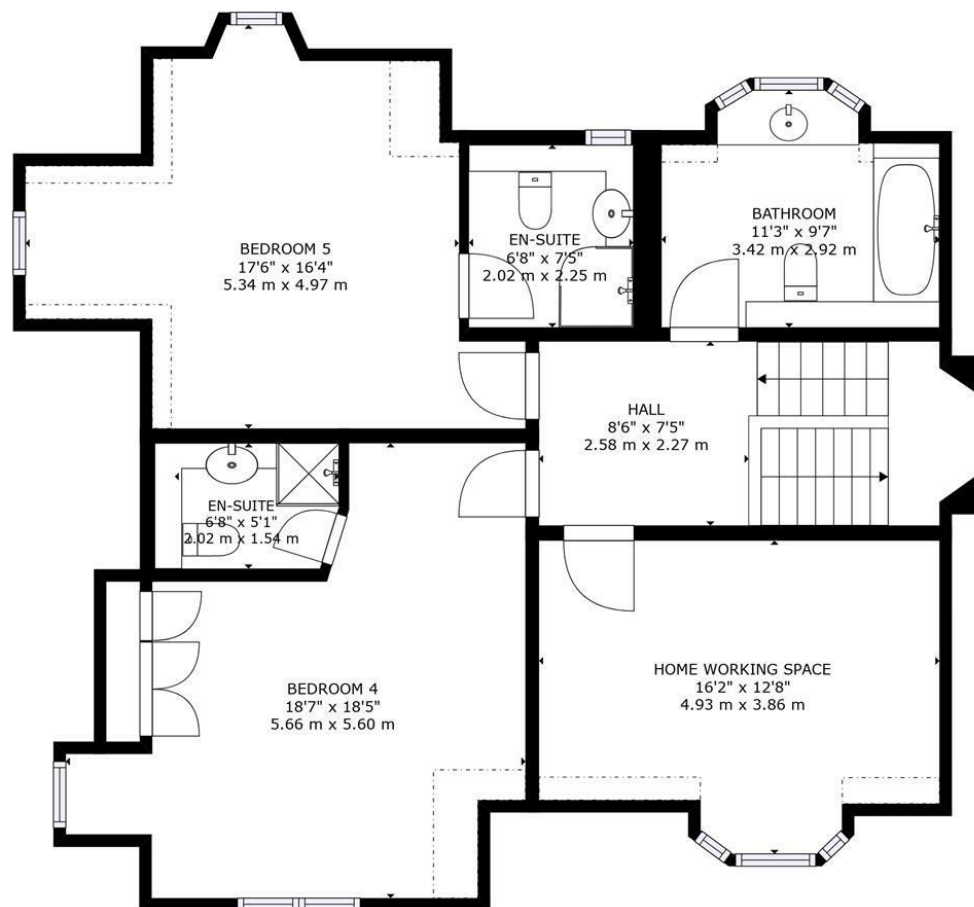 BEDROOM 5
17'6" x 16'4"
5.34 m x 4.97 m
EN-SUITE
6'8" x 7'5"
2.02 m x 2.25 m
BATHROOM
11'3" x 9'7"
3.42 m x 2.92 m
HALL
8'6" x 7'5"
2.58 m x 2.27 m
EN-SUITE
6'8" x 5'1"
2.02 m x 1.54 m
BEDROOM 4
18'7" x 18'5"
5.66 m x 5.60 m
HOME WORKING SPACE
16'2" x 12'8"
4.93 m x 3.86 m